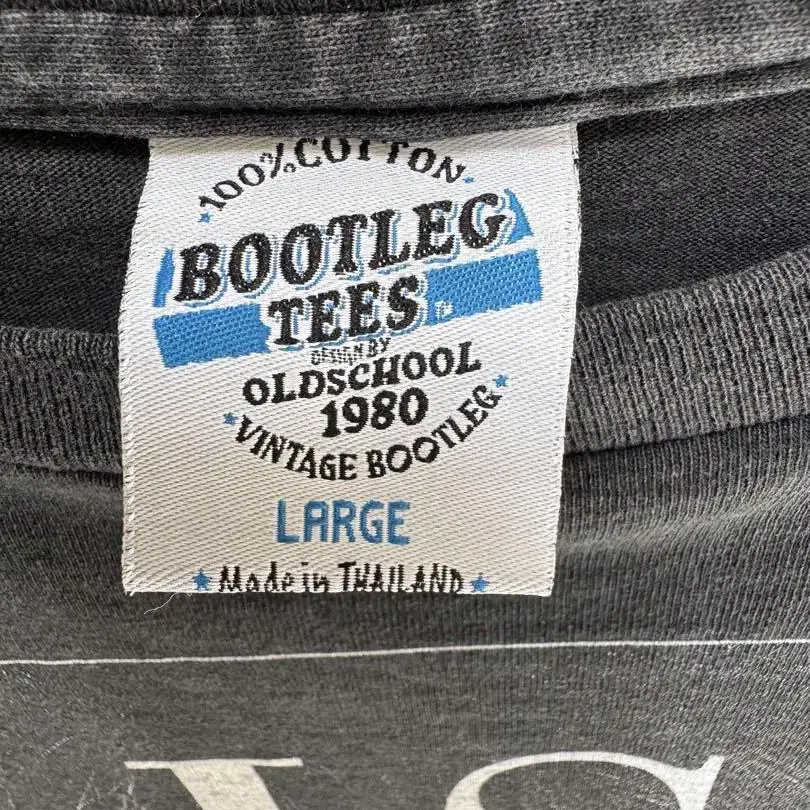 100% COTTON
BOOTLEG
TEES
DESIGN BY
OLDSCHOOL
1980
VINTAGE BOOTLEG
LARGE
Made in THAILAND